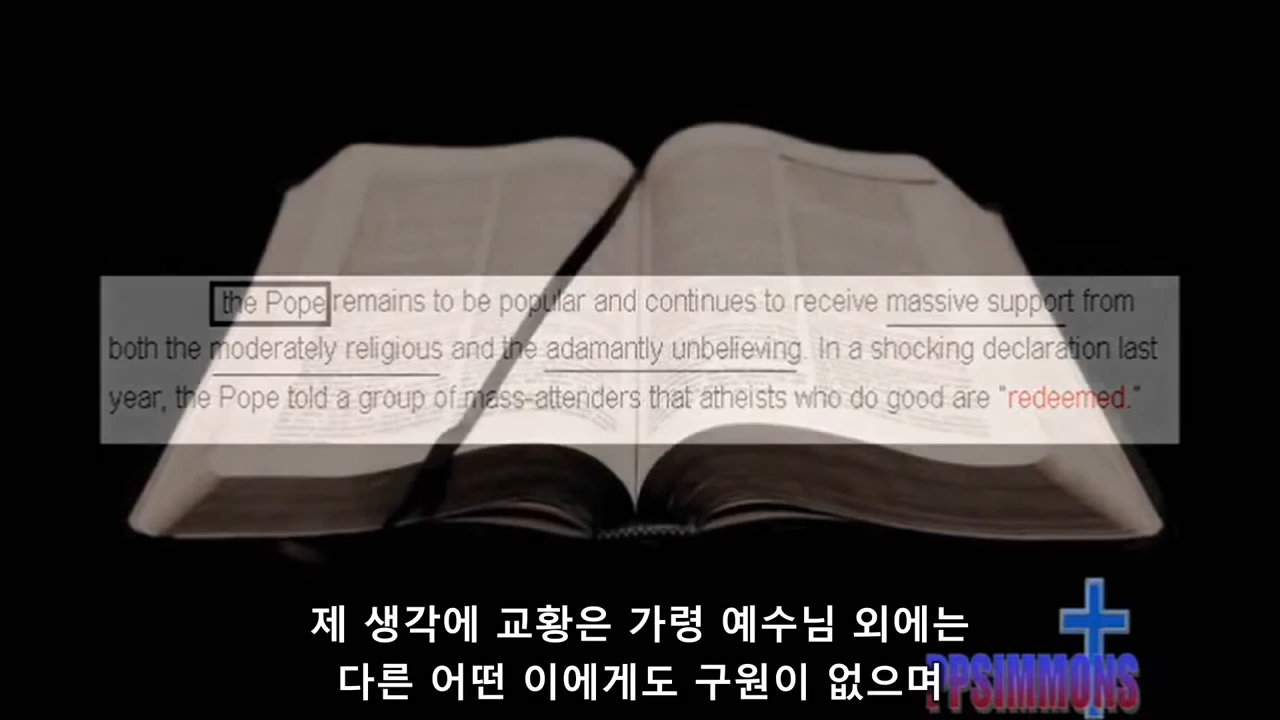 the Pope remains to be popular and continues to receive massive support from
both the moderately religious and the adamantly unbelieving. In a shocking declaration last
year, the Pope told a group of mass-attenders that atheists who do good are "redeemed."
제 생각에 교황은 가령 예수님 외에는
다른 어떤 이에게도 구원이 없으며
PPSIMMONS